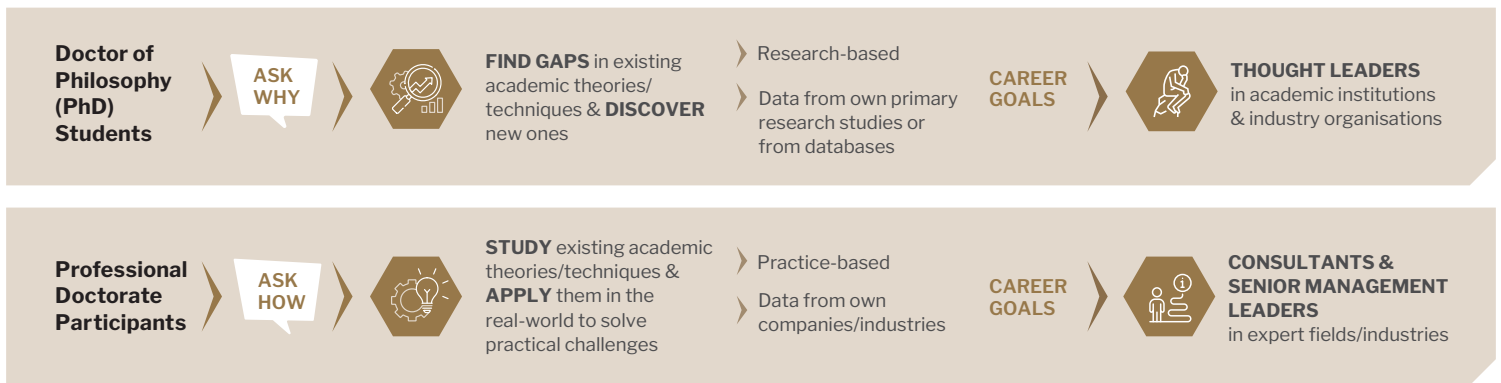 Doctor of
Philosophy
(PhD)
Students
ASK
WHY
FIND GAPS in existing
academic theories/
techniques & DISCOVER
new ones
Research-based
Data from own primary
research studies or
from databases
CAREER
GOALS
THOUGHT LEADERS
in academic institutions
& industry organisations
Professional
Doctorate
Participants
ASK
HOW
STUDY existing academic
theories/techniques &
APPLY them in the
real-world to solve
practical challenges
Practice-based
Data from own
companies/industries
CAREER
GOALS
i
CONSULTANTS &
SENIOR MANAGEMENT
LEADERS
in expert fields/industries